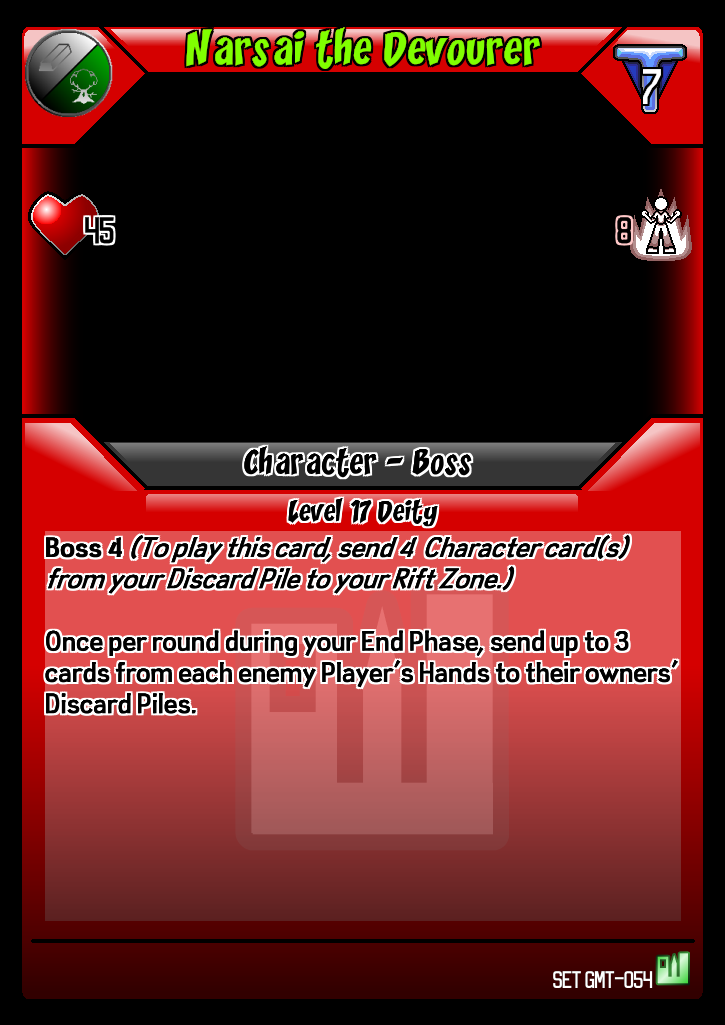 Narsai the Devourer
7
45
8
Character - Boss
Level 17 Deity
Boss 4 (To play this card, send 4 Character card(s)
from your Discard Pile to your Rift Zone.)
Once per round during your End Phase, send up to 3
cards from each enemy Player's Hands to their owners'
Discard Piles.
SET GMT-054